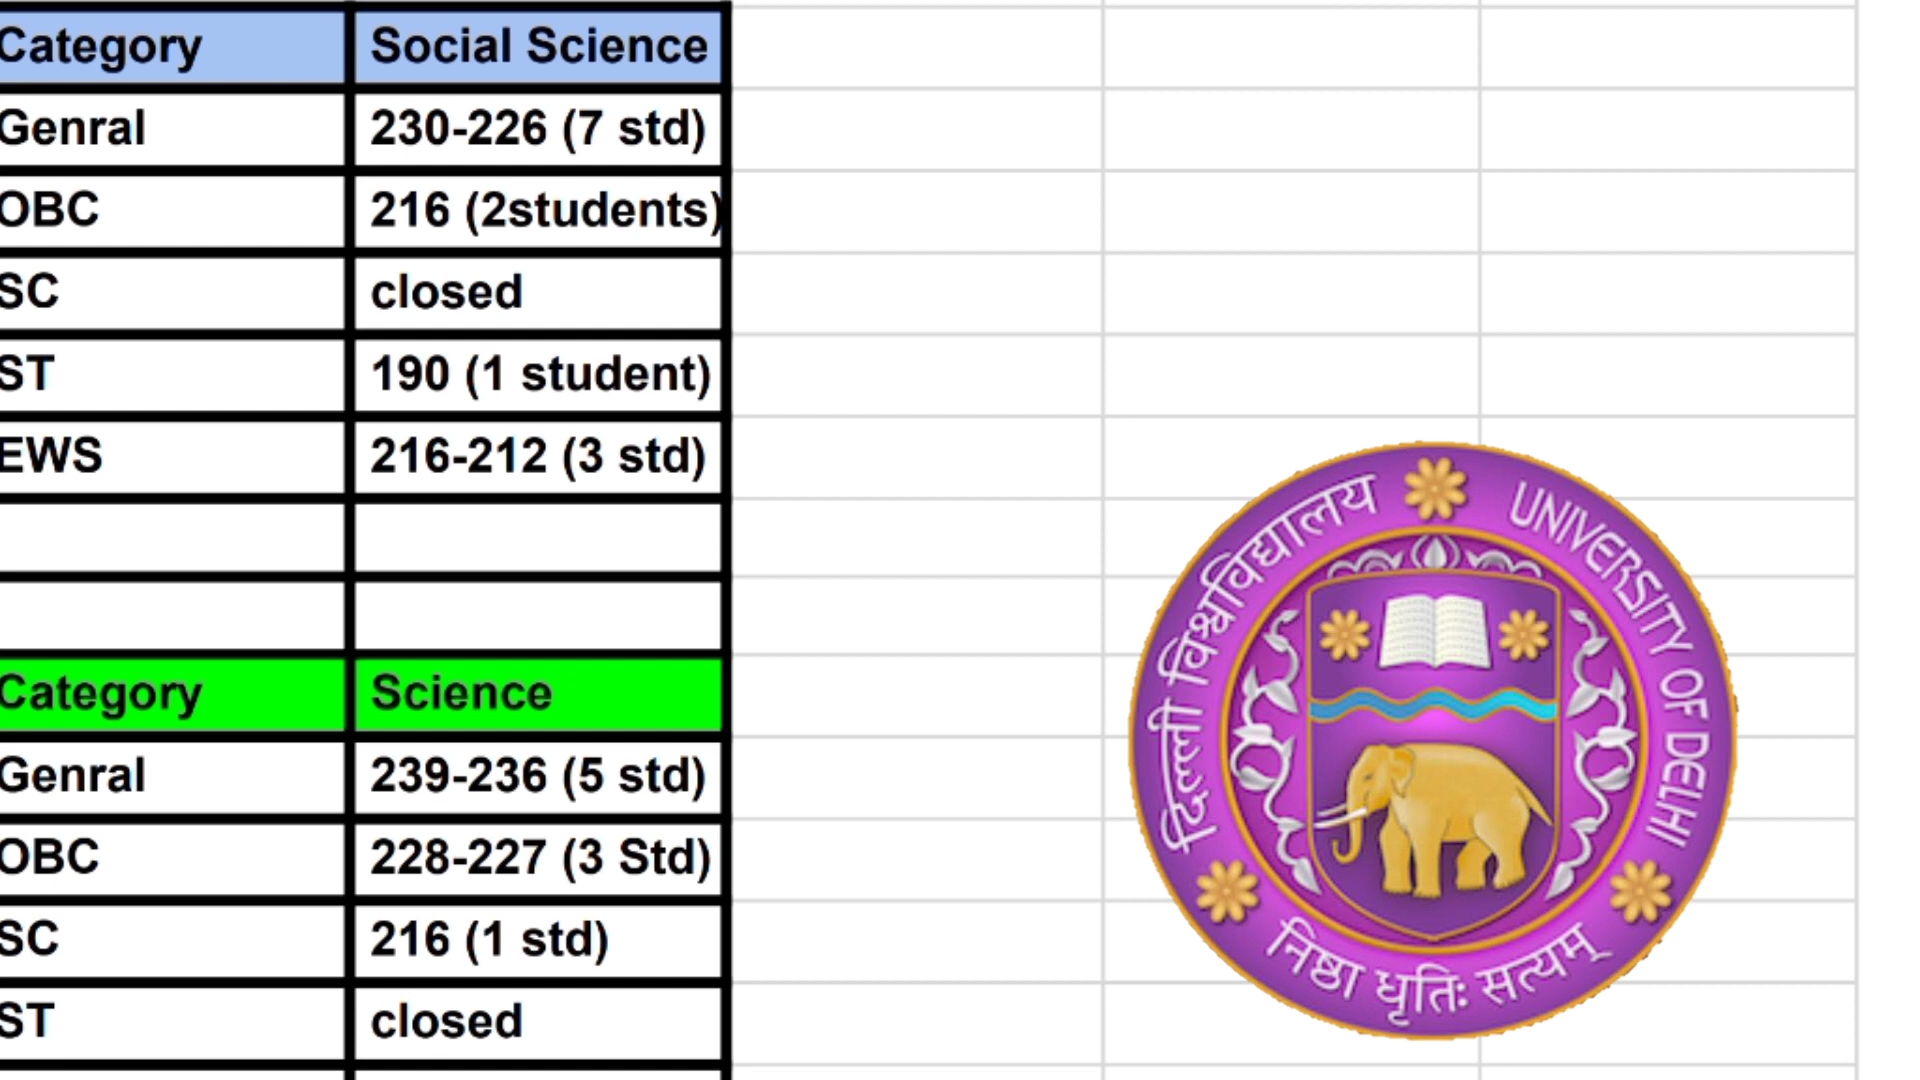 Category Social Science
Genral 230-226 (7 std)
OBC 216 (2students)
SC closed
ST 190 (1 student)
EWS 216-212 (3 std)
Category Science
Genral 239-236 (5 std)
OBC 228-227 (3 Std)
SC 216 (1 std)
ST closed
दिल्ली विश्वविद्यालय
UNIVERSITY OF DELHI
निष्ठा धृतिः सत्यम्